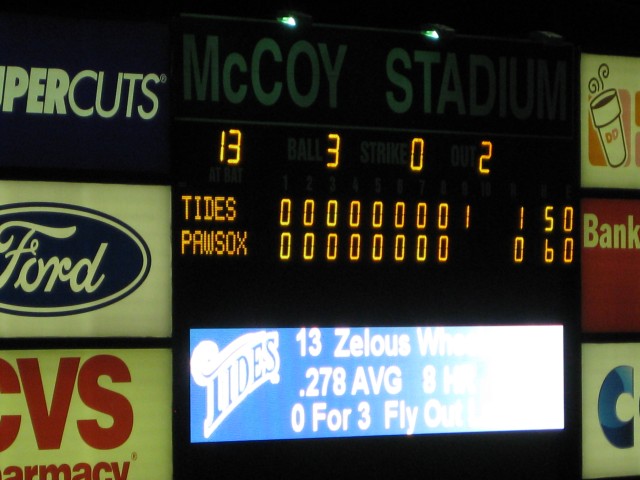 McCOY STADIUM
13 BALL 3 STRIKE 0 OUT 2
AT BAT
1 2 3 4 5 6 7 8 9 10 R H E
TIDES 0 0 0 0 0 0 0 0 1 1 5 0
PAWSOX 0 0 0 0 0 0 0 0 0 6 0
TIDES
13 Zelous
.278 AVG 8
0 For 3 Fly Out
UPERCUTS®
Ford
CVS
armacy®
DD
Bank